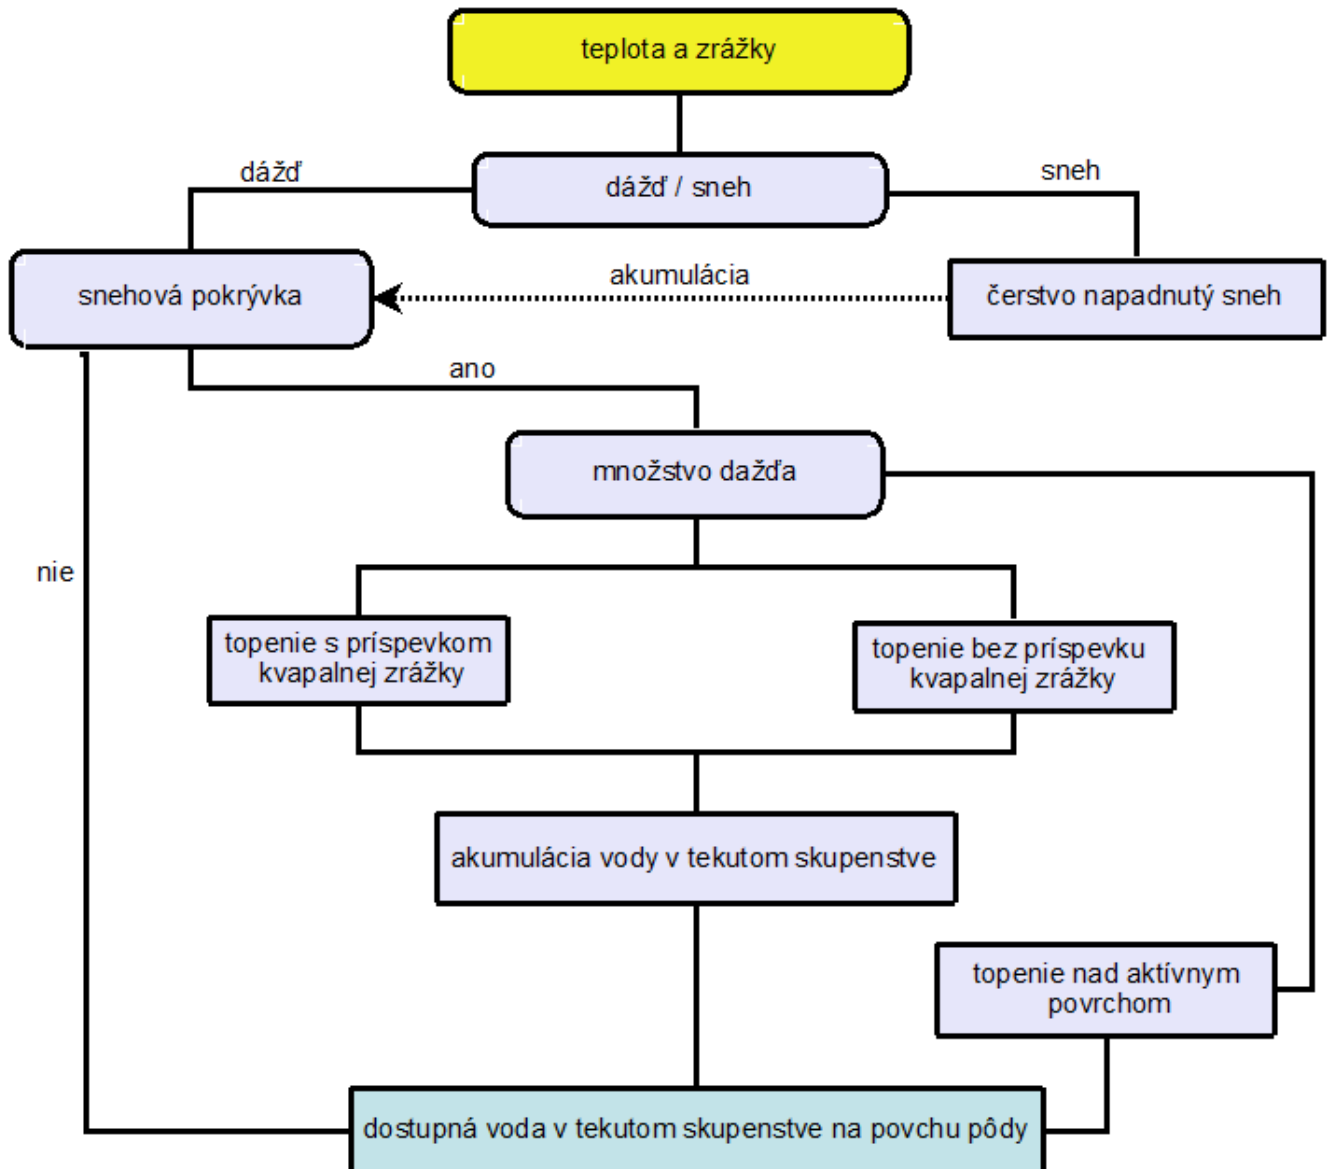 teplota a zrážky
dážď
dážď / sneh
sneh
snehová pokrývka
akumulácia
čerstvo napadnutý sneh
ano
množstvo dažďa
nie
topenie s príspevkom
kvapalnej zrážky
topenie bez príspevku
kvapalnej zrážky
akumulácia vody v tekutom skupenstve
topenie nad aktívnym
povrchom
dostupná voda v tekutom skupenstve na povchu pôdy